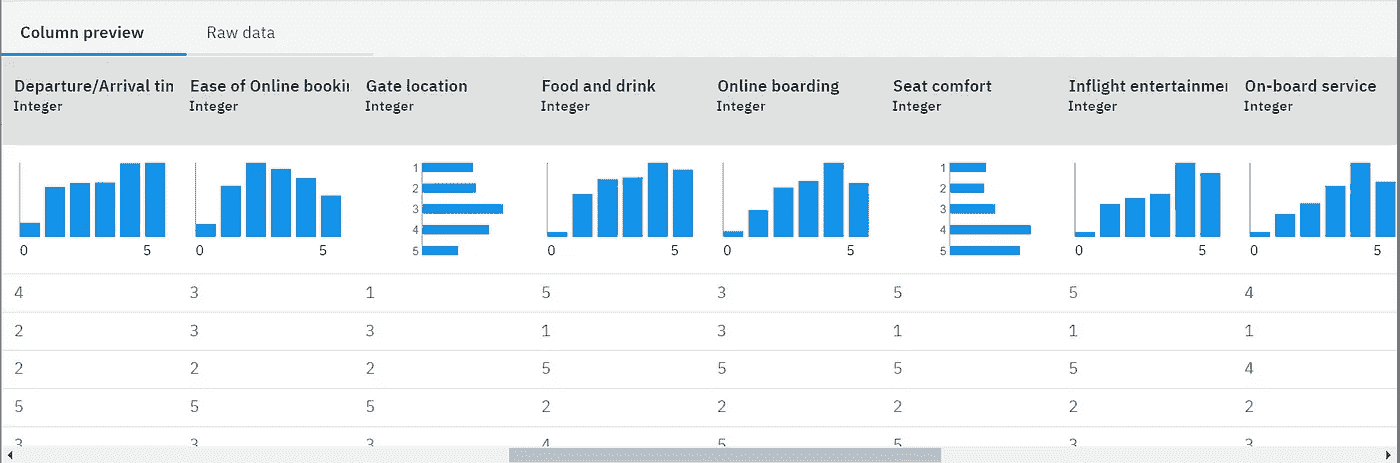 Column preview Raw data
Departure/Arrival tin Ease of Online bookin Gate location Food and drink Online boarding Seat comfort Inflight entertainmen On-board service
Integer Integer Integer Integer Integer Integer Integer Integer
1 1
2 2
3 3
4 4
0 5 0 5 5 0 5 0 5 5 0 5 0 5
4 3 1 5 3 5 5 4
2 3 3 1 3 1 1 1
2 2 2 5 5 5 5 4
5 5 5 2 2 2 2 2
3 3 3 4 5 5 3 3